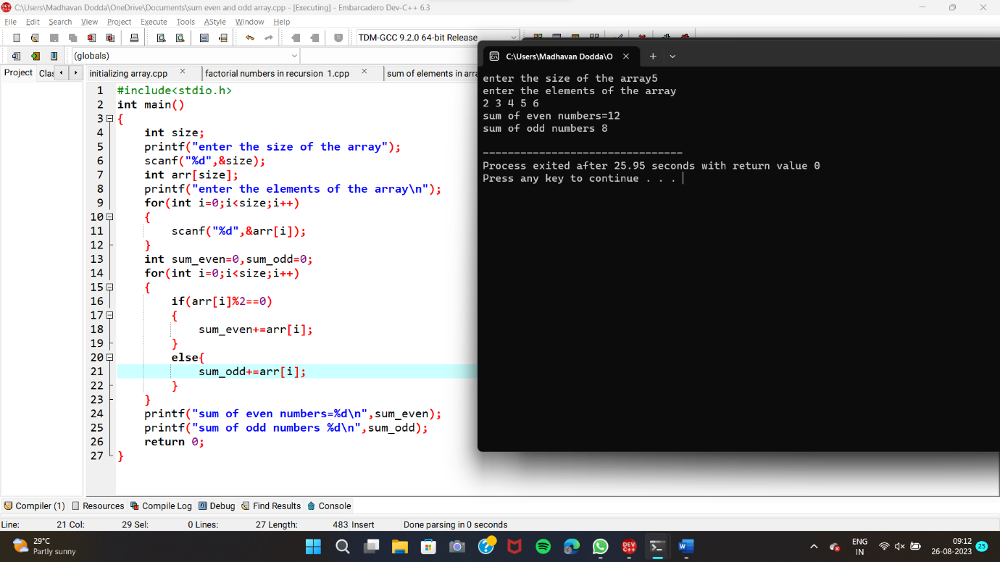 C:\Users\Madhavan Dodda\OneDrive\Documents\sum even and odd array.cpp - [Executing] - Embarcadero Dev-C++ 6.3
File Edit Search View Project Execute Tools AStyle Window Help
TDM-GCC 9.2.0 64-bit Release
(globals)
Project Clas initializing array.cpp factorial numbers in recursion 1.cpp sum of elements in arra
1 #include<stdio.h>
2 int main()
3 {
4 int size;
5 printf("enter the size of the array");
6 scanf("%d",&size);
7 int arr[size];
8 printf("enter the elements of the array\n");
9 for(int i=0;i<size;i++)
10 {
11 scanf("%d",&arr[i]);
12 }
13 int sum_even=0,sum_odd=0;
14 for(int i=0;i<size;i++)
15 {
16 if(arr[i]%2==0)
17 {
18 sum_even+=arr[i];
19 }
20 else{
21 sum_odd+=arr[i];
22 }
23 }
24 printf("sum of even numbers=%d\n",sum_even);
25 printf("sum of odd numbers %d\n",sum_odd);
26 return 0;
27 }
C:\Users\Madhavan Dodda\O
enter the size of the array5
enter the elements of the array
2 3 4 5 6
sum of even numbers=12
sum of odd numbers 8
--------------------------------
Process exited after 25.95 seconds with return value 0
Press any key to continue . . .
Compiler (1) Resources Compile Log Debug Find Results Console
Line: 21 Col: 29 Sel: 0 Lines: 27 Length: 483 Insert Done parsing in 0 seconds
29°C
Partly sunny
DEV
C++
W
ENG
IN
09:12
26-08-2023
25